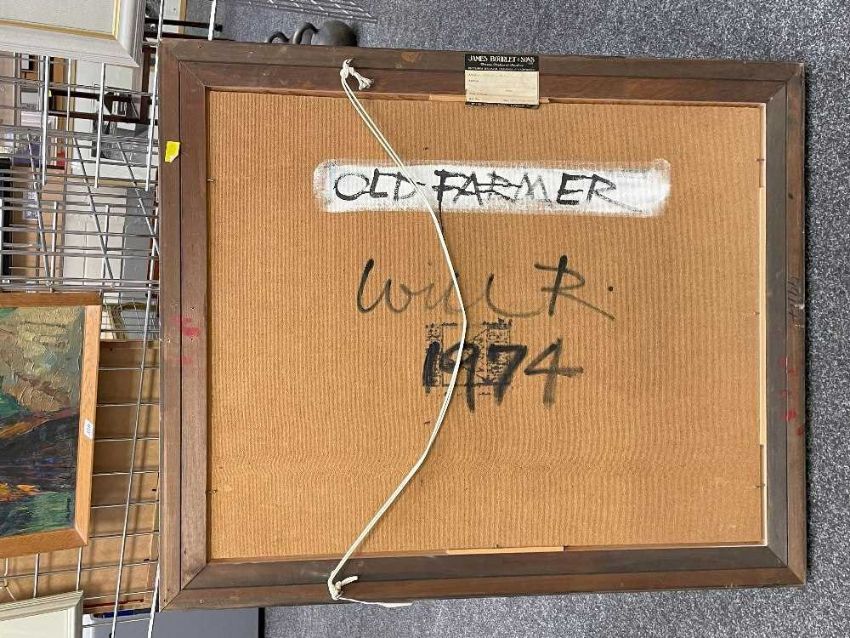 JAMES BOURLET & SONS
OLD FARMER
Will R.
1974